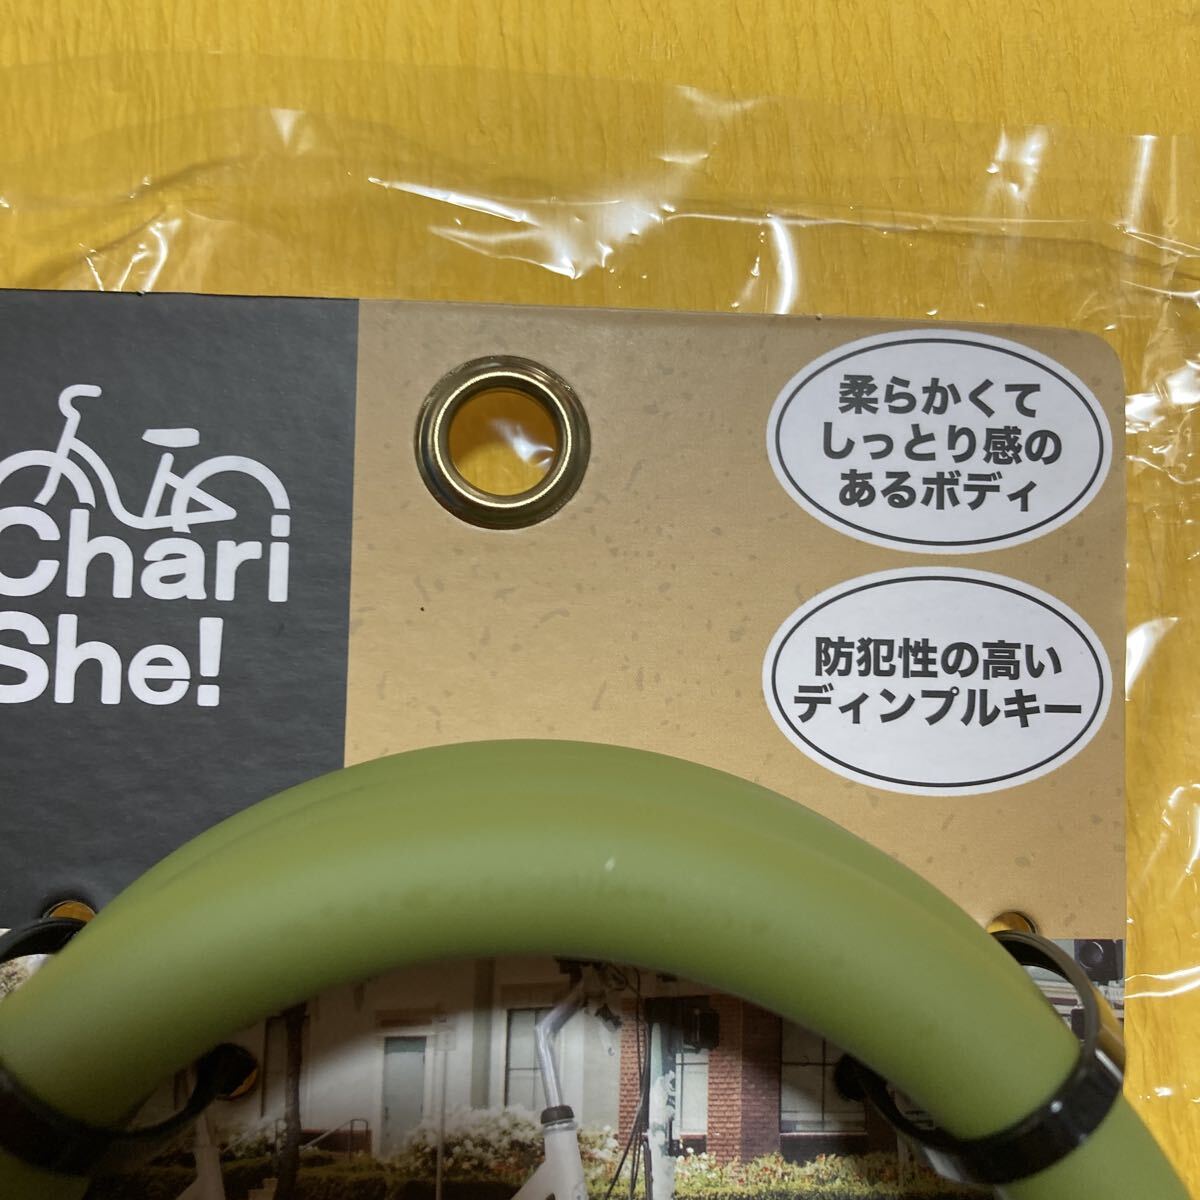 Chari
She!
柔らかくて
しっとり感の
あるボディ
防犯性の高い
ディンプルキー